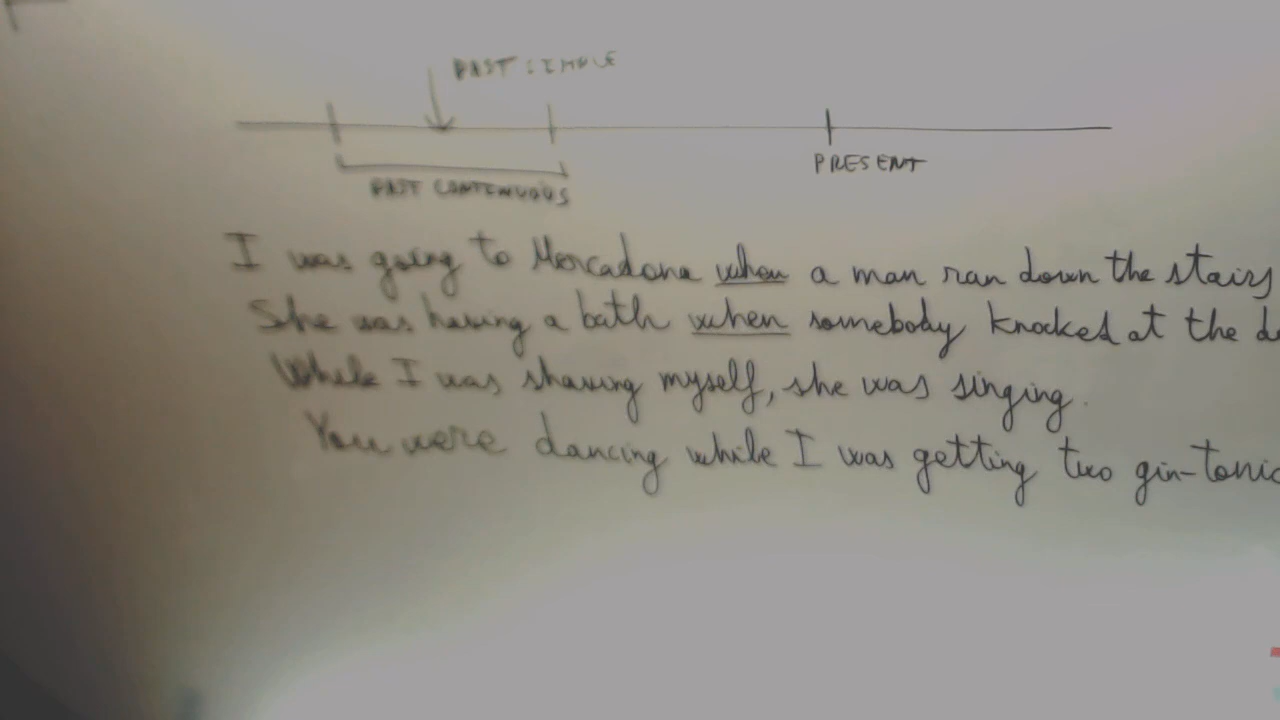 PAST SIMPLE
PRESENT
PAST CONTINUOUS
I was going to Mercadona when a man ran down the stairs
She was having a bath when somebody knocked at the
While I was shaving myself, she was singing.
You were dancing while I was getting two gin-tonic